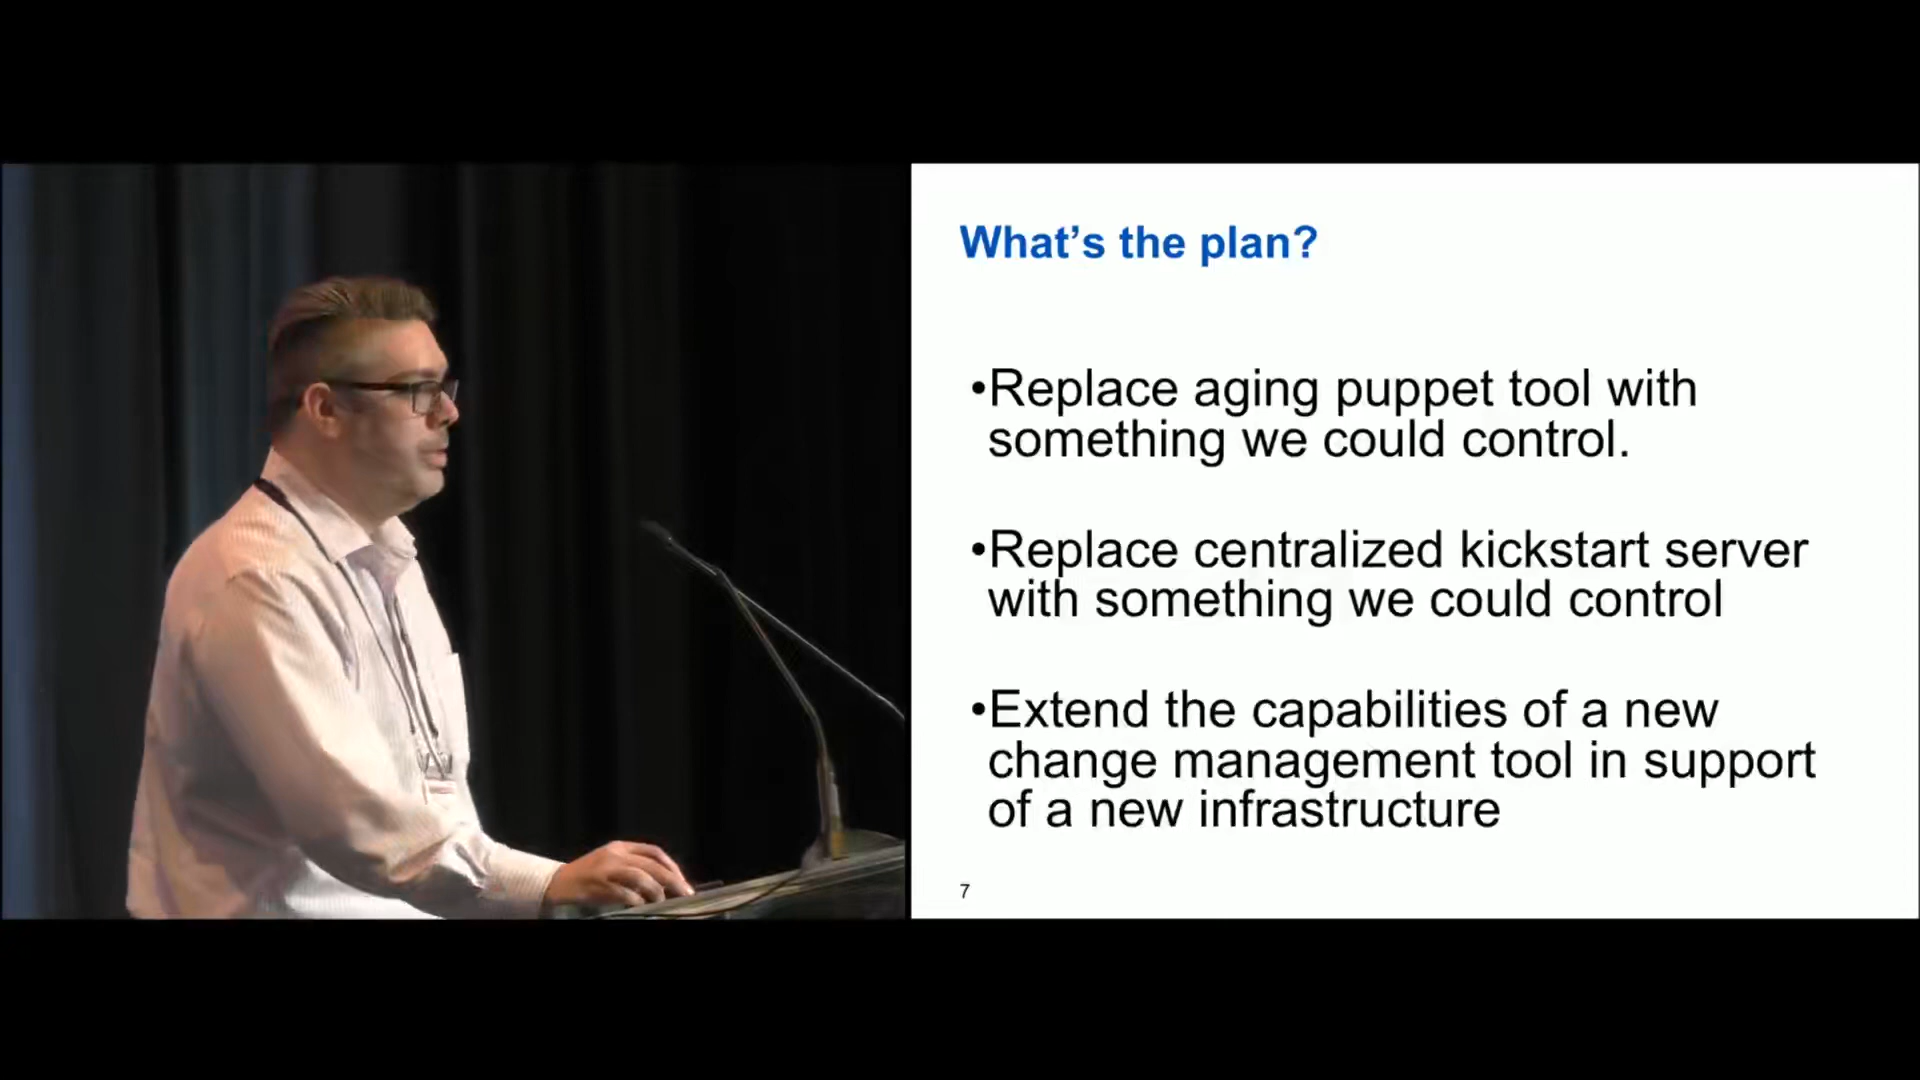 What’s the plan?
•Replace aging puppet tool with
something we could control.
•Replace centralized kickstart server
with something we could control
•Extend the capabilities of a new
change management tool in support
of a new infrastructure
7